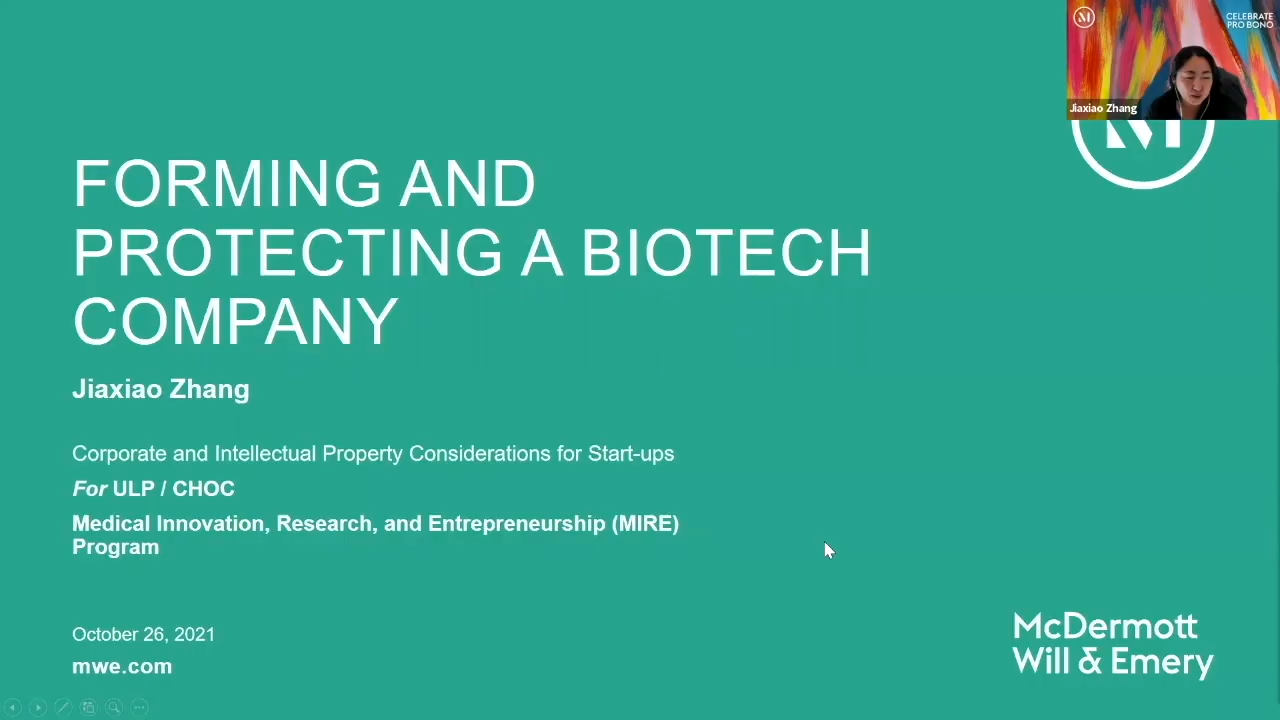 M
CELEBRATE
PRO BONO
Jiaxiao Zhang
M
FORMING AND
PROTECTING A BIOTECH
COMPANY
Jiaxiao Zhang
Corporate and Intellectual Property Considerations for Start-ups
For ULP / CHOC
Medical Innovation, Research, and Entrepreneurship (MIRE)
Program
October 26, 2021
mwe.com
McDermott
Will & Emery